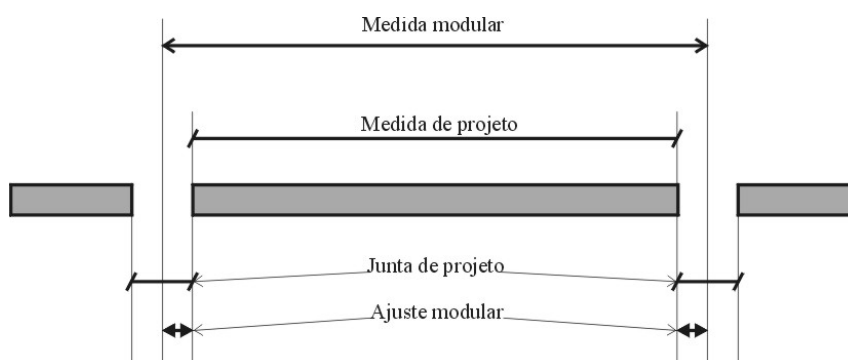 Medida modular
Medida de projeto
Junta de projeto
Ajuste modular